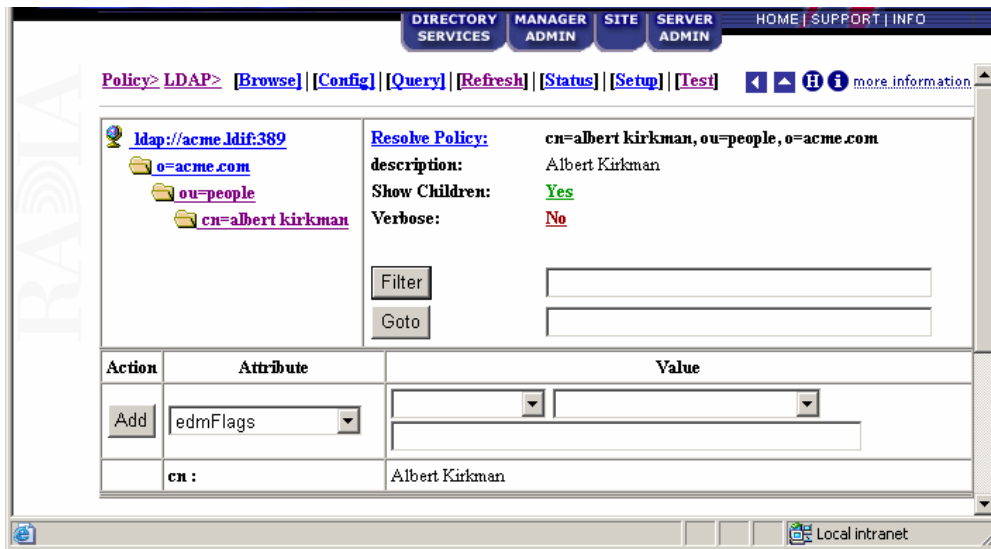 DIRECTORY SERVICES MANAGER ADMIN SITE SERVER ADMIN HOME | SUPPORT | INFO
Policy> LDAP> [Browse] | [Config] | [Query] | [Refresh] | [Status] | [Setup] | [Test] H i more information
RADIA
ldap://acme.ldif:389
o=acme.com
ou=people
cn=albert kirkman
Resolve Policy: cn=albert kirkman, ou=people, o=acme.com
description: Albert Kirkman
Show Children: Yes
Verbose: No
Filter
Goto
Action Attribute Value
Add edmFlags
cn : Albert Kirkman
Local intranet